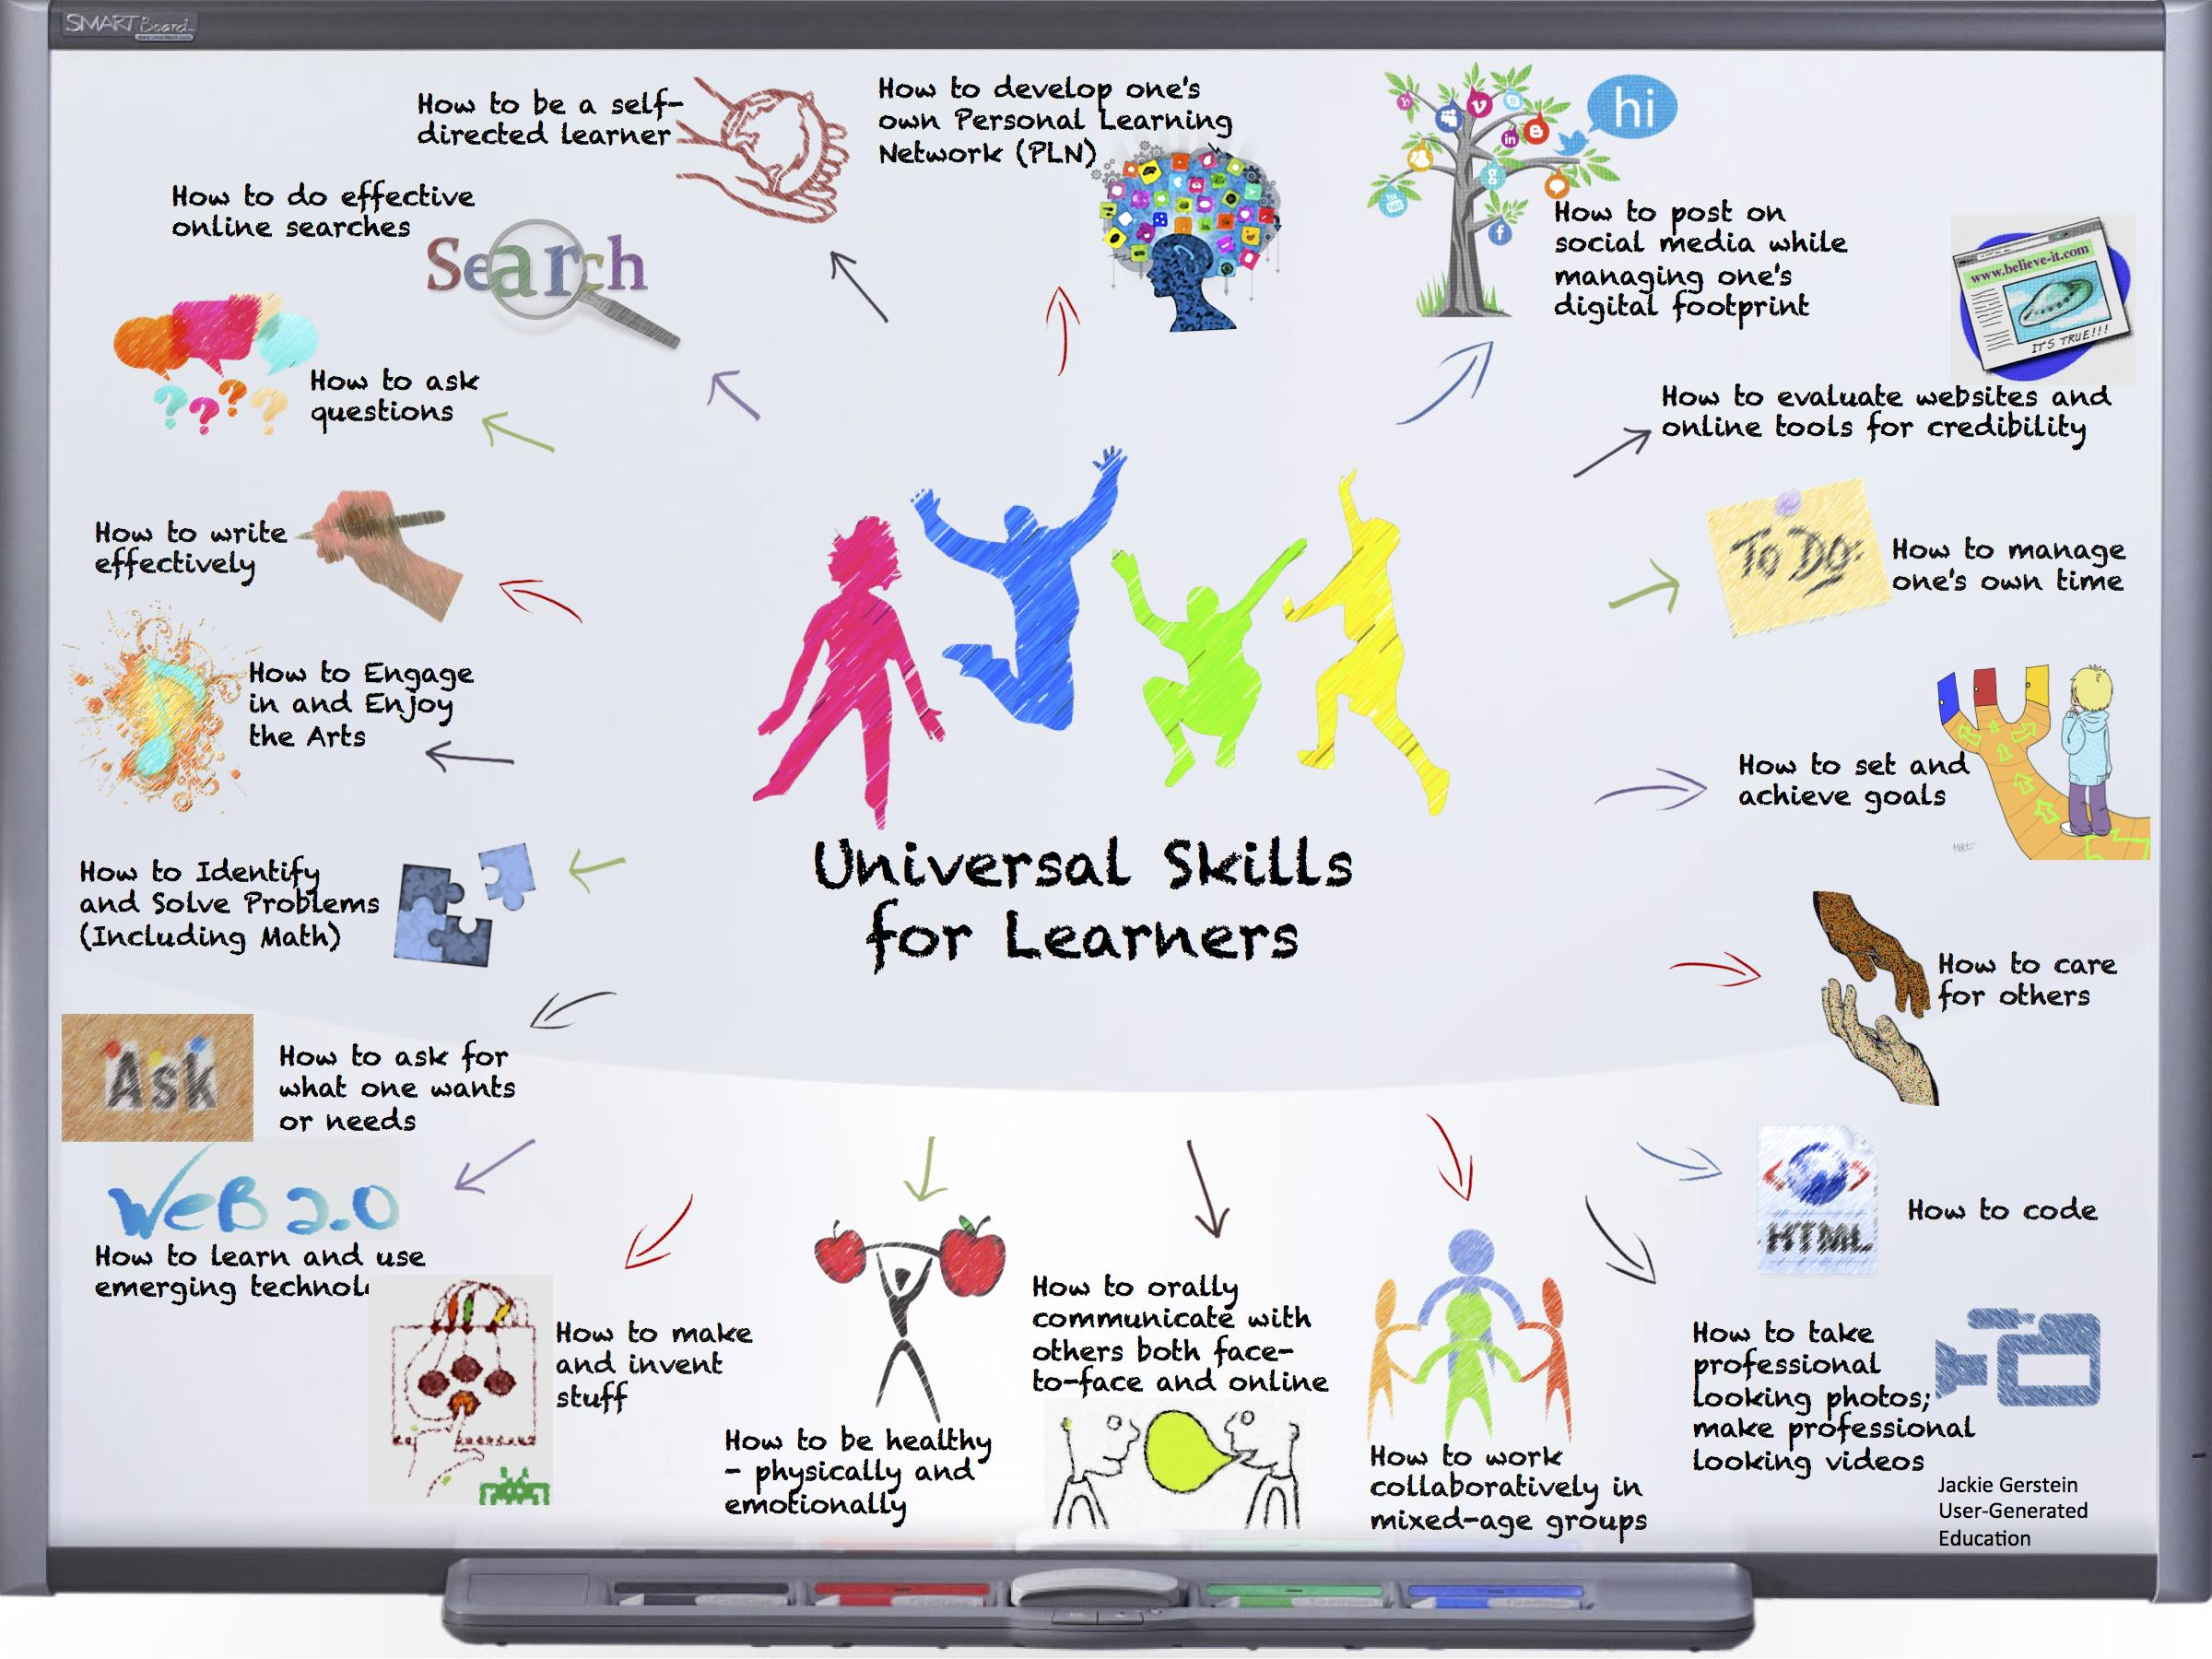 SMART Board
How to be a self-
directed learner
How to develop one's
own Personal Learning
Network (PLN)
hi
How to post on
social media while
managing one's
digital footprint
www.believe-it.com
IT'S TRUE!!!
How to evaluate websites and
online tools for credibility
To Do:
How to manage
one's own time
How to set and
achieve goals
How to care
for others
HTML
How to code
How to take
professional
looking photos;
make professional
looking videos
How to work
collaboratively in
mixed-age groups
How to orally
communicate with
others both face-
to-face and online
How to be healthy
- physically and
emotionally
How to make
and invent
stuff
WeB 2.0
How to learn and use
emerging technol
Ask
How to ask for
what one wants
or needs
How to Identify
and Solve Problems
(Including Math)
How to Engage
in and Enjoy
the Arts
How to write
effectively
How to ask
questions
How to do effective
online searches
Search
Universal Skills
for Learners
Jackie Gerstein
User-Generated
Education